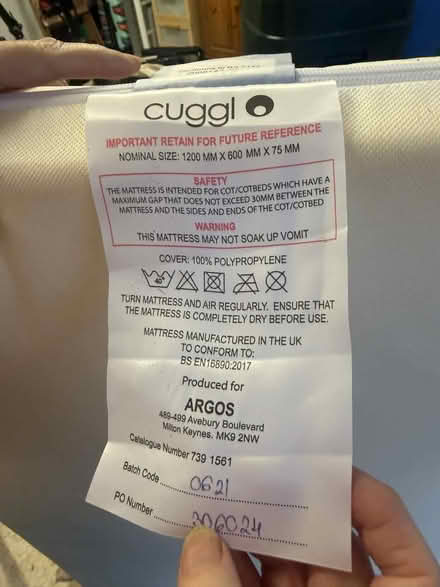 cuggl
IMPORTANT RETAIN FOR FUTURE REFERENCE
NOMINAL SIZE: 1200 MM X 600 MM X 75 MM
SAFETY
THE MATTRESS IS INTENDED FOR COT/COTBEDS WHICH HAVE A
MAXIMUM GAP THAT DOES NOT EXCEED 30MM BETWEEN THE
MATTRESS AND THE SIDES AND ENDS OF THE COT/COTBED
WARNING
THIS MATTRESS MAY NOT SOAK UP VOMIT
COVER: 100% POLYPROPYLENE
40°
TURN MATTRESS AND AIR REGULARLY. ENSURE THAT
THE MATTRESS IS COMPLETELY DRY BEFORE USE.
MATTRESS MANUFACTURED IN THE UK
TO CONFORM TO:
BS EN16890:2017
Produced for
ARGOS
489-499 Avebury Boulevard
Milton Keynes. MK9 2NW
Catalogue Number 739 1561
Batch Code 0621
PO Number 206024